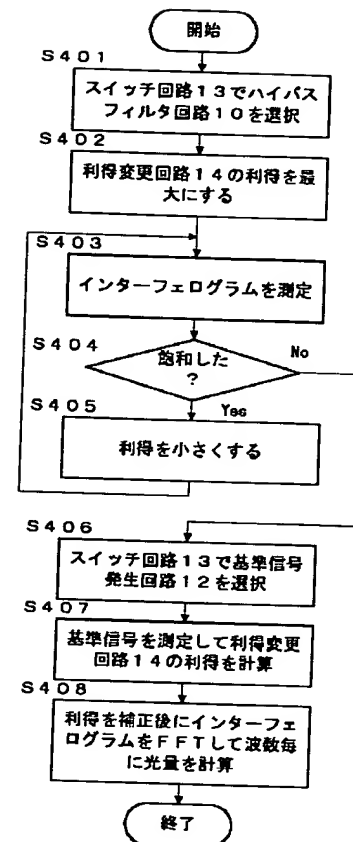 開始
S401
スイッチ回路13でハイパス
フィルタ回路10を選択
S402
利得変更回路14の利得を最
大にする
S403
インターフェログラムを測定
S404
飽和した
?
No
Yes
S405
利得を小さくする
S406
スイッチ回路13で基準信号
発生回路12を選択
S407
基準信号を測定して利得変更
回路14の利得を計算
S408
利得を補正後にインターフェ
ログラムをFFTして波数毎
に光量を計算
終了